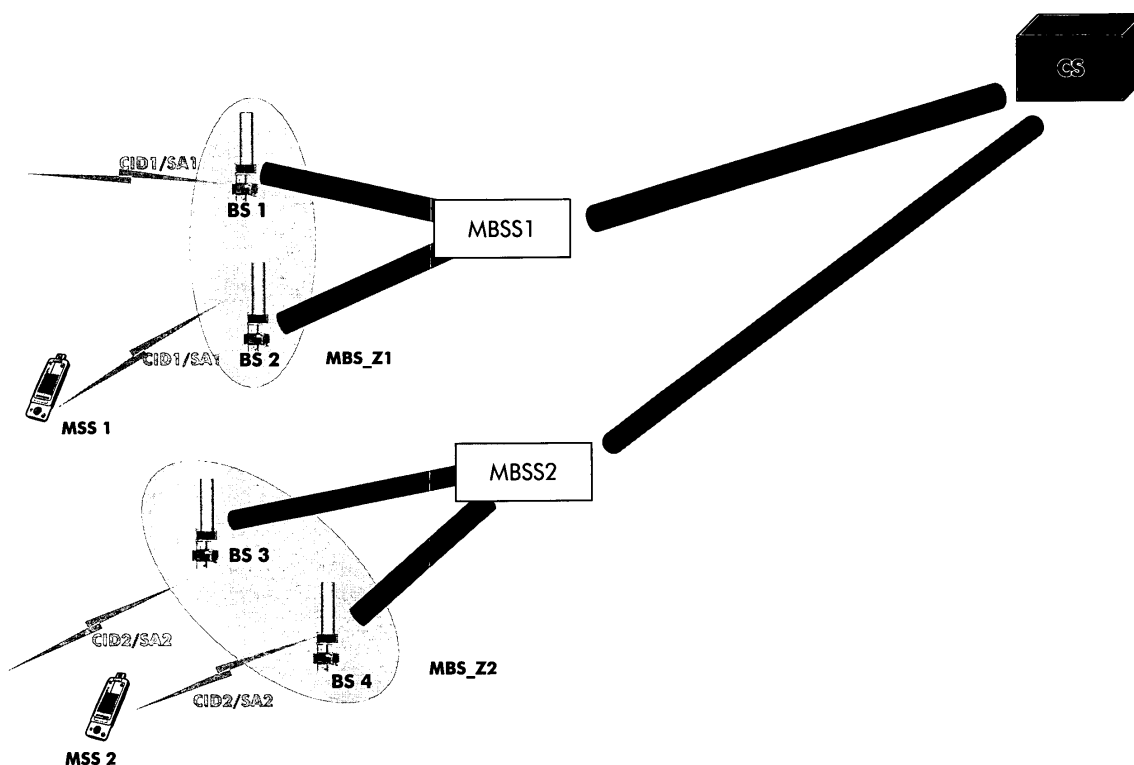 CS
CID1/SA1
BS 1
MBSS1
CID1/SA1
BS 2
MBS_Z1
MSS 1
MBSS2
BS 3
CID2/SA2
BS 4
MBS_Z2
CID2/SA2
MSS 2